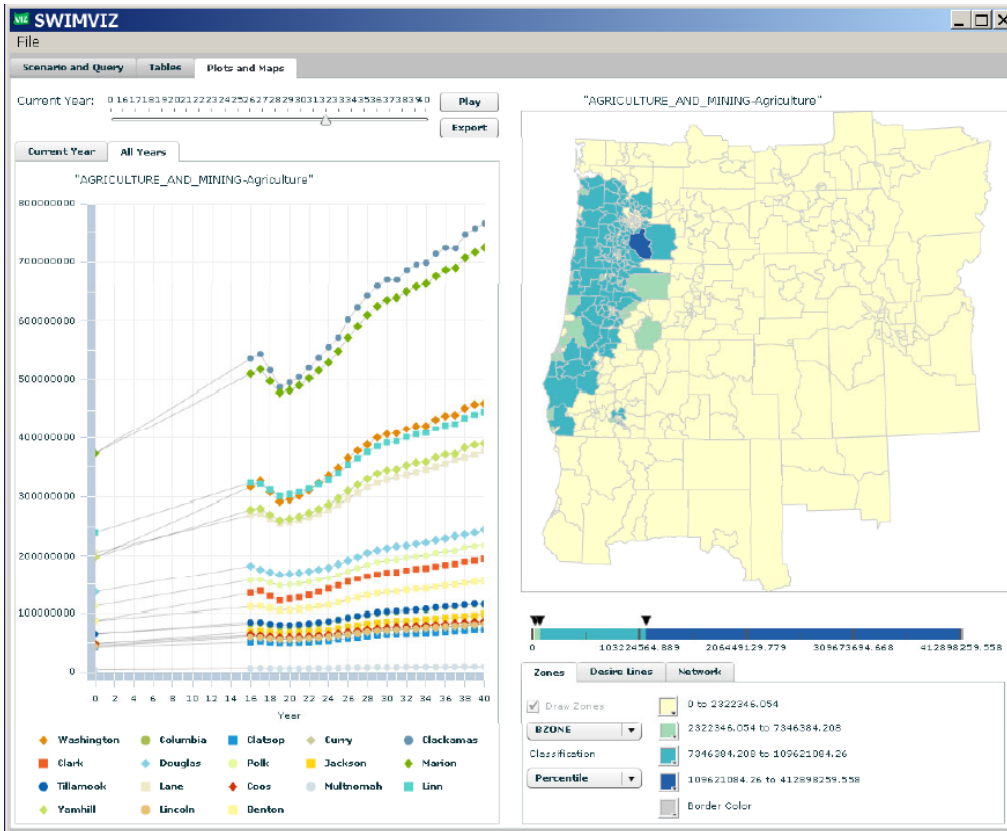 SWIMVIZ
File
Scenario and Query Tables Plots and Maps
Current Year: 0 1617181920212223242526272829303132333435363738394 0 Play
Export
Current Year All Years
"AGRICULTURE_AND_MINING-Agriculture"
800000000
700000000
600000000
500000000
400000000
300000000
200000000
100000000
0
0 2 4 6 8 10 12 14 16 18 20 22 24 26 28 30 32 34 36 38 40
Year
Washington Columbia Clatsop Curry Clackamas
Clark Douglas Polk Jackson Marion
Tillamook Lane Coos Multnomah Linn
Yamhill Lincoln Benton
"AGRICULTURE_AND_MINING-Agriculture"
0 103224564.889 206449129.779 309673694.668 412898259.558
Zones Desire Lines Network
Draw Zones 0 to 2322346.054
BZONE 2322346.054 to 7346384.208
Classification 7346384.208 to 109621084.26
Percentile 109621084.26 to 412898259.558
Border Color